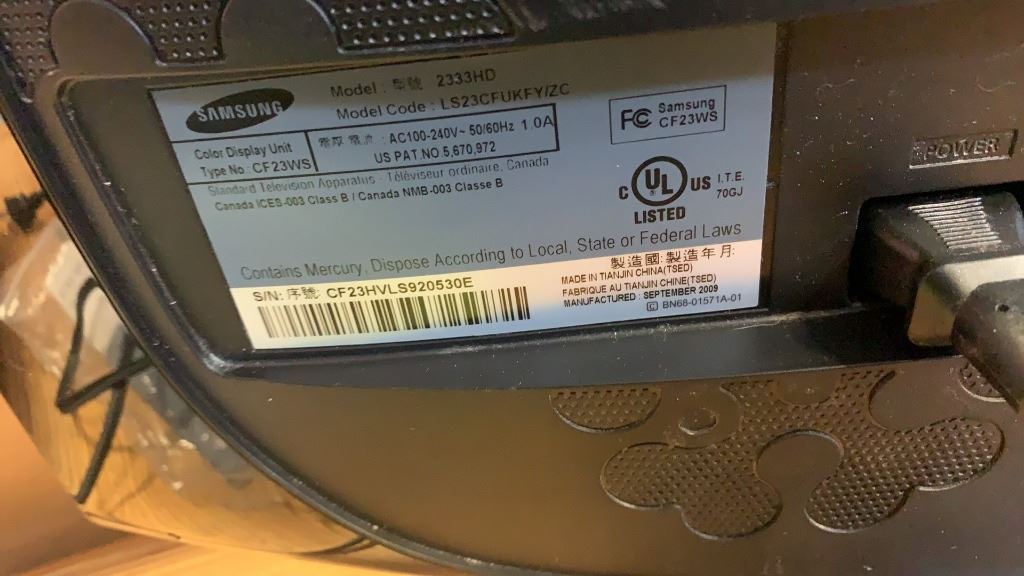 SAMSUNG
Model : 型號 2333HD
Model Code : LS23CFUKFY/ZC
Color Display Unit
Type No : CF23WS
AC100-240V~ 50/60Hz 1.0A
US PAT.NO.5,670,972
Standard Television Apparatus - Téléviseur ordinaire, Canada
Canada ICES-003 Class B / Canada NMB-003 Classe B
FC Samsung
CF23WS
C UL US I.T.E.
70GJ
LISTED
Contains Mercury, Dispose According to Local, State or Federal Laws
S/N: 序號: CF23HVLS920530E
製造國: 製造年月:
MADE IN TIANJIN CHINA(TSED)
FABRIQUE AU TIANJIN CHINE(TSED)
MANUFACTURED : SEPTEMBER 2009
BN68-01571A-01
POWER